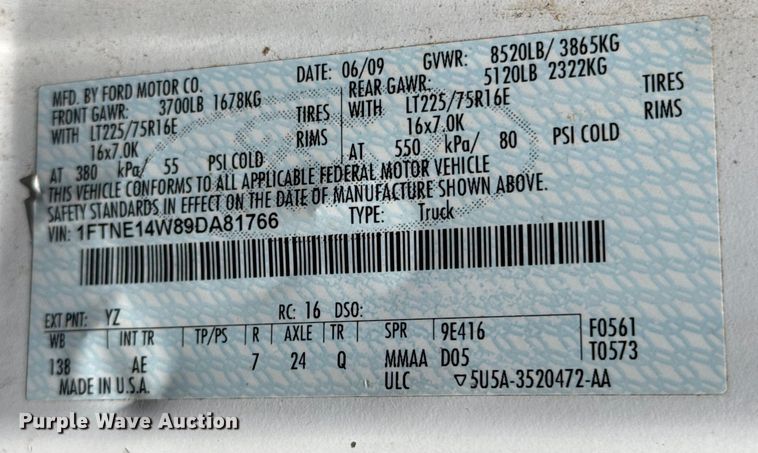 MFD. BY FORD MOTOR CO.
DATE: 06/09 GVWR: 8520LB/ 3865KG
FRONT GAWR: 3700LB 1678KG
REAR GAWR: 5120LB 2322KG
WITH LT225/75R16E TIRES
WITH LT225/75R16E TIRES
16x7.0K RIMS
16x7.0K RIMS
AT 380 kPa/ 55 PSI COLD
AT 550 kPa/ 80 PSI COLD
THIS VEHICLE CONFORMS TO ALL APPLICABLE FEDERAL MOTOR VEHICLE
SAFETY STANDARDS IN EFFECT ON THE DATE OF MANUFACTURE SHOWN ABOVE.
VIN: 1FTNE14W89DA81766 TYPE: Truck
EXT PNT: YZ RC: 16 DSO:
WB INT TR TP/PS R AXLE TR SPR 9E416 F0561
138 AE 7 24 Q MMAA D05 T0573
MADE IN U.S.A. ULC ▽5U5A-3520472-AA
Purple Wave Auction